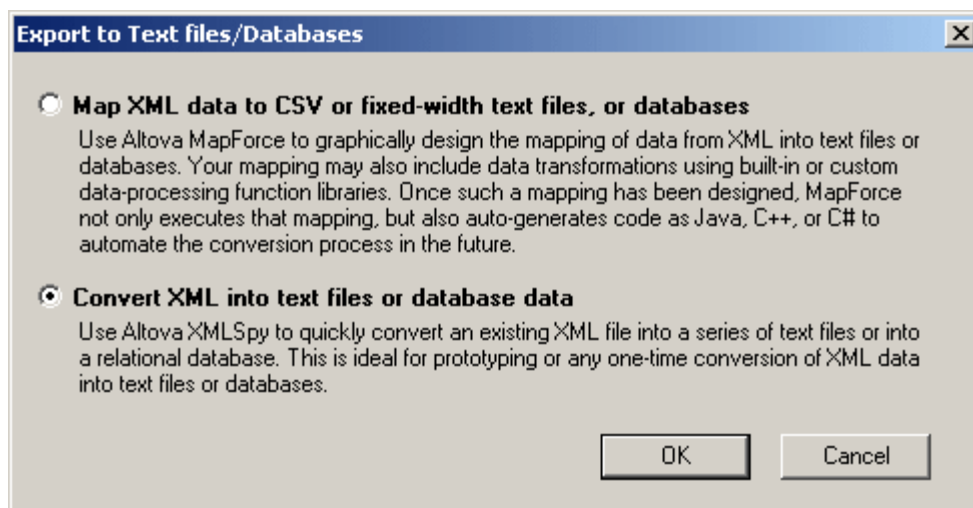 Export to Text files/Databases
Map XML data to CSV or fixed-width text files, or databases
Use Altova MapForce to graphically design the mapping of data from XML into text files or
databases. Your mapping may also include data transformations using built-in or custom
data-processing function libraries. Once such a mapping has been designed, MapForce
not only executes that mapping, but also auto-generates code as Java, C++, or C# to
automate the conversion process in the future.
Convert XML into text files or database data
Use Altova XMLSpy to quickly convert an existing XML file into a series of text files or into
a relational database. This is ideal for prototyping or any one-time conversion of XML data
into text files or databases.
OK Cancel